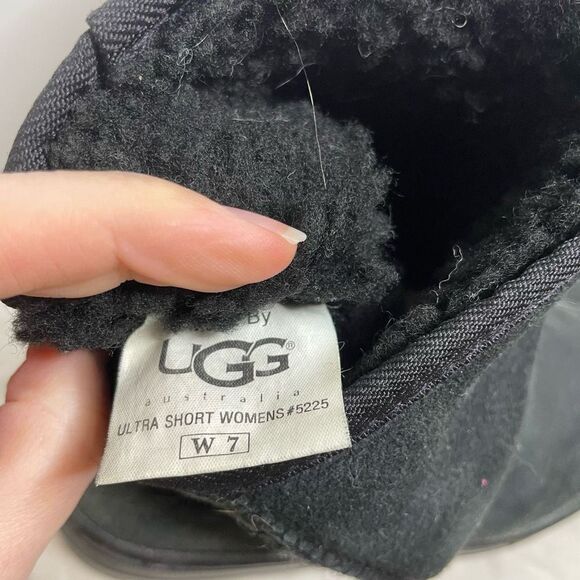 By
UGG®
australia
ULTRA SHORT WOMENS #5225
W 7